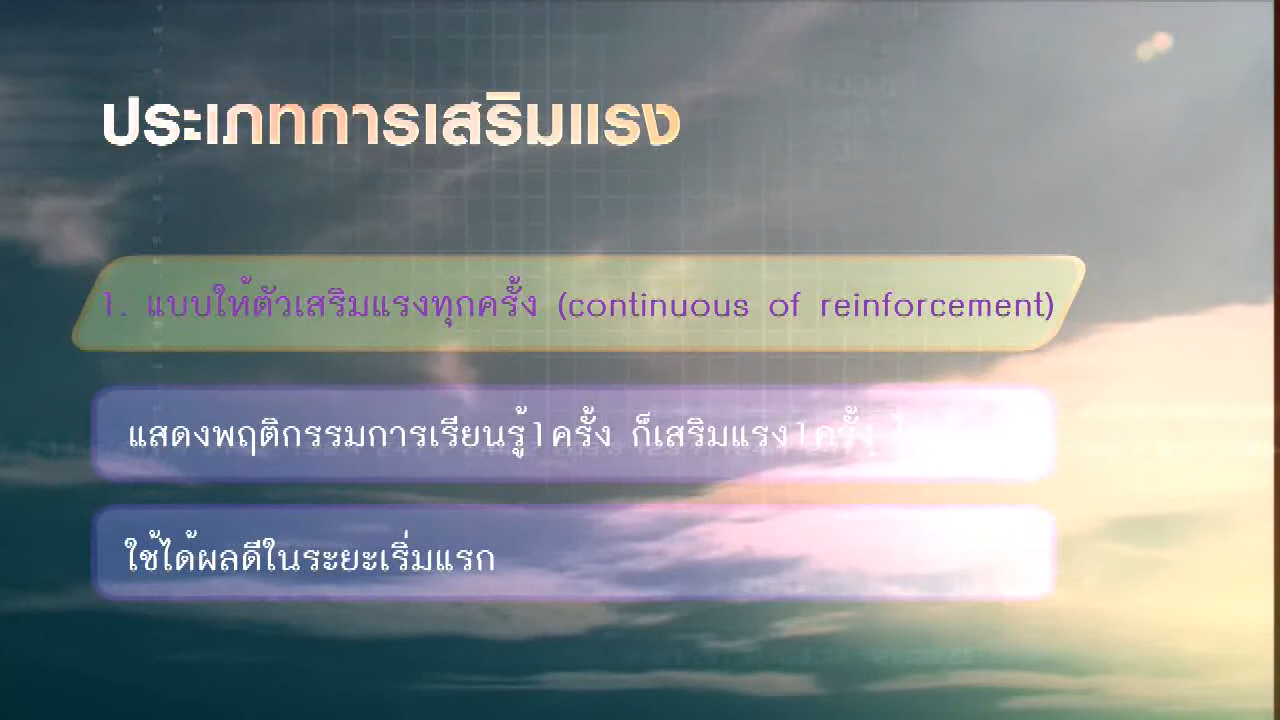 ประเภทการเสริมแรง
1. แบบให้ตัวเสริมแรงทุกครั้ง (continuous of reinforcement)
แสดงพฤติกรรมการเรียนรู้1ครั้ง ก็เสริมแรง1ครั้ง
ใช้ได้ผลดีในระยะเริ่มแรก